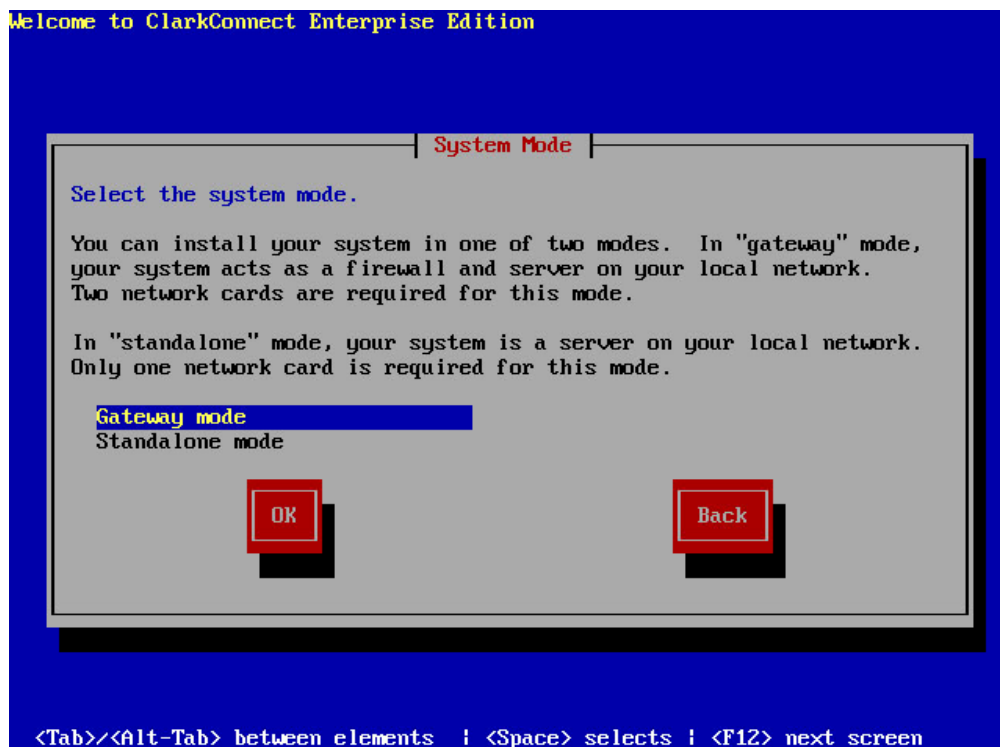 Welcome to ClarkConnect Enterprise Edition
System Mode
Select the system mode.
You can install your system in one of two modes.  In "gateway" mode,
your system acts as a firewall and server on your local network.
Two network cards are required for this mode.
In "standalone" mode, your system is a server on your local network.
Only one network card is required for this mode.
Gateway mode
Standalone mode
OK
Back
<Tab>/<Alt-Tab> between elements  | <Space> selects | <F12> next screen